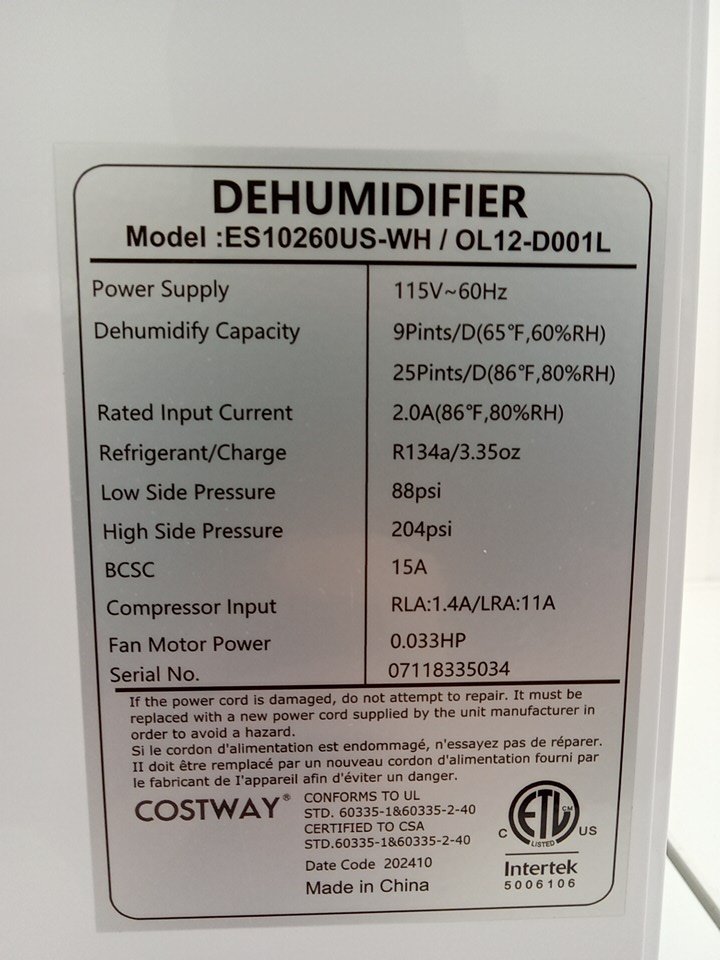 DEHUMIDIFIER
Model :ES10260US-WH / OL12-D001L
Power Supply 115V~60Hz
Dehumidify Capacity 9Pints/D(65℉,60%RH)
25Pints/D(86℉,80%RH)
Rated Input Current 2.0A(86℉,80%RH)
Refrigerant/Charge R134a/3.35oz
Low Side Pressure 88psi
High Side Pressure 204psi
BCSC 15A
Compressor Input RLA:1.4A/LRA:11A
Fan Motor Power 0.033HP
Serial No. 07118335034
If the power cord is damaged, do not attempt to repair. It must be
replaced with a new power cord supplied by the unit manufacturer in
order to avoid a hazard.
Si le cordon d'alimentation est endommagé, n'essayez pas de réparer.
II doit être remplacé par un nouveau cordon d'alimentation fourni par
le fabricant de I'appareil afin d'éviter un danger.
COSTWAY®
CONFORMS TO UL
STD. 60335-1&60335-2-40
CERTIFIED TO CSA
STD.60335-1&60335-2-40
Date Code 202410
Made in China
C ETL CM US
LISTED
Intertek
5006106